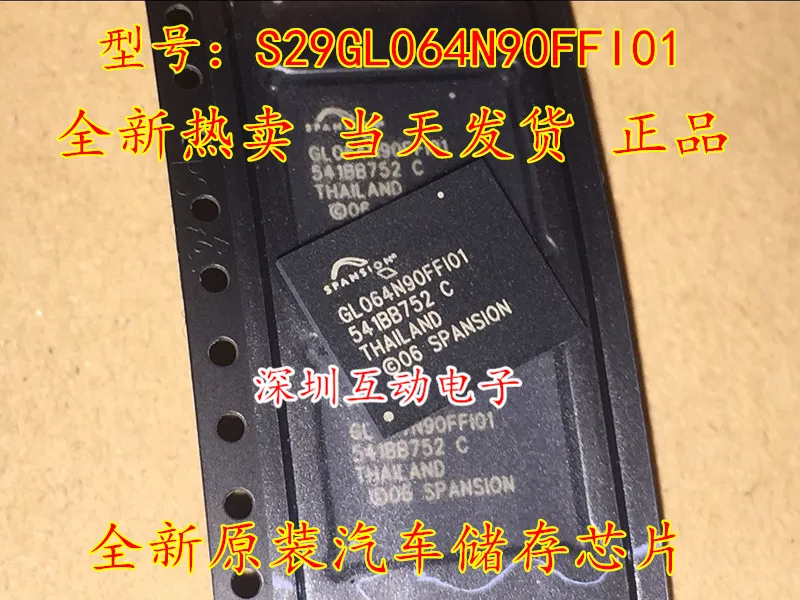 型号：S29GL064N90FFI01
全新热卖 当天发货 正品
SPANSION
GL064N90FFI01
541BB752 C
THAILAND
©06
SPANSION
GL064N90FFI01
541BB752 C
THAILAND
©06 SPANSION
深圳互动电子
GL N90FFI01
541BB752 C
THAILAND
©06 SPANSION
全新原装汽车储存芯片